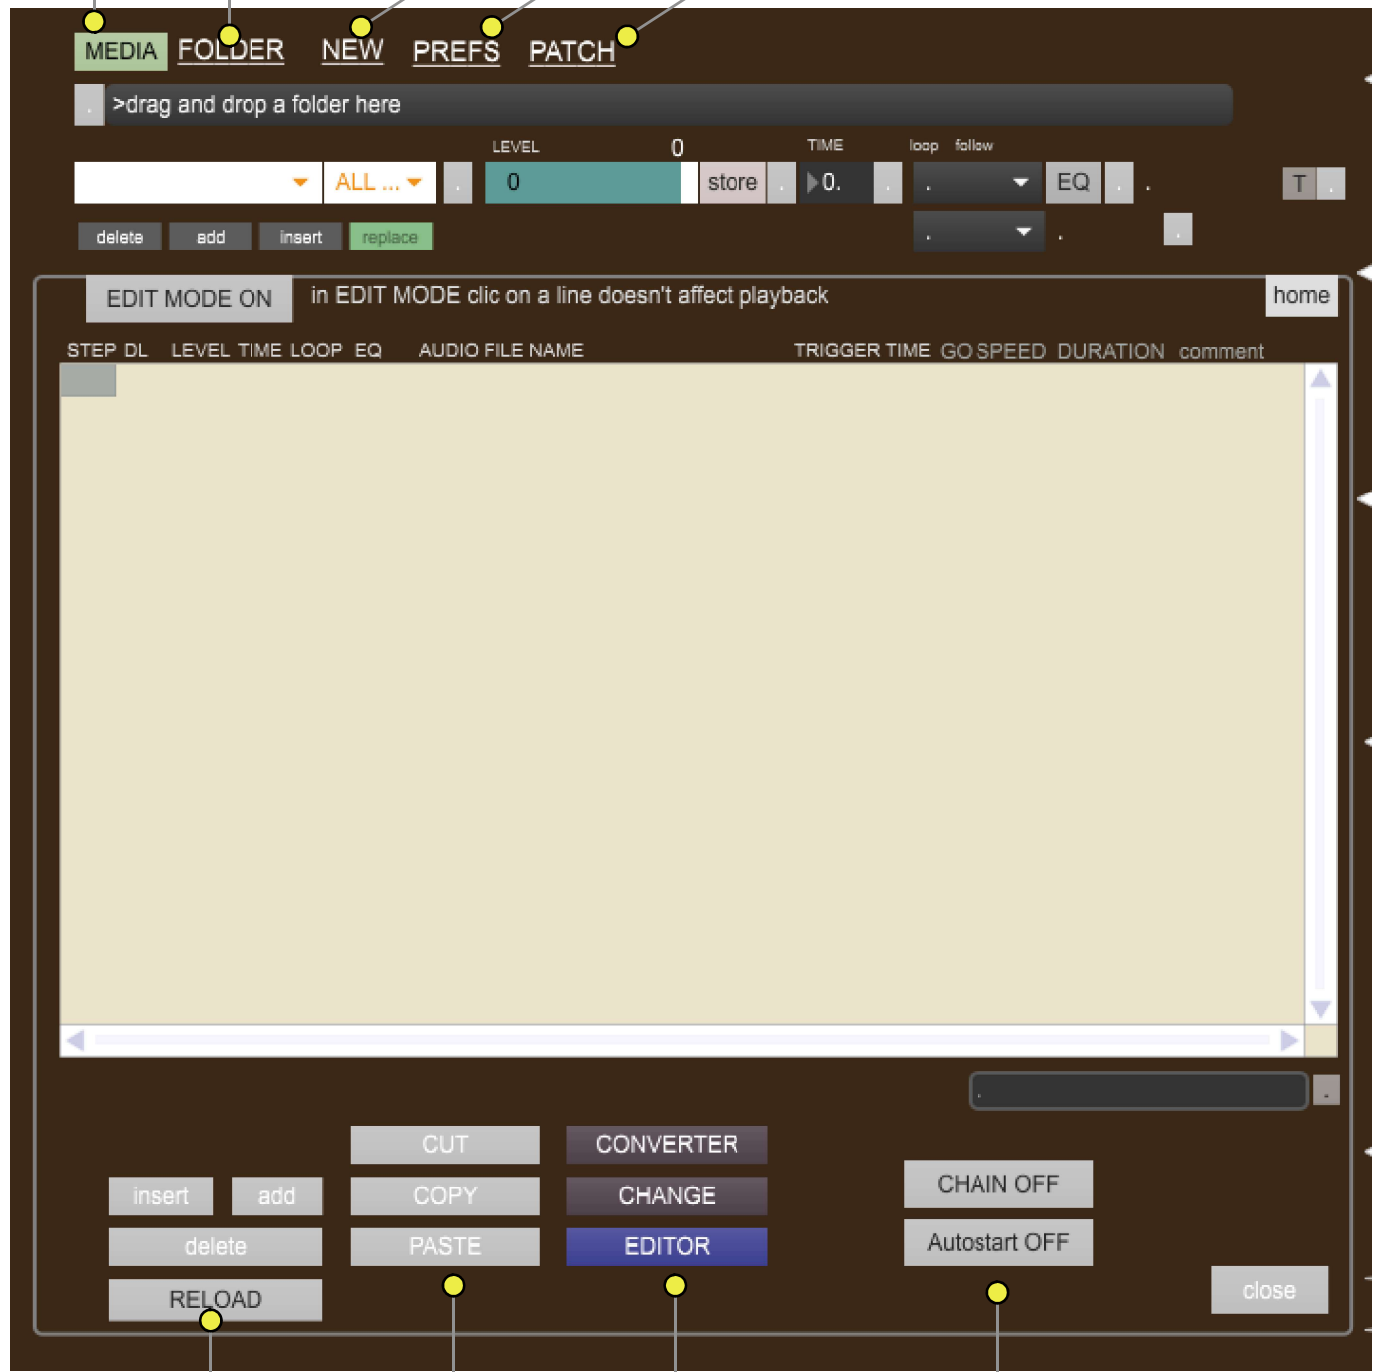 MEDIA FOLDER NEW PREFS PATCH
. >drag and drop a folder here
LEVEL 0 TIME loop follow
ALL ... . 0 store . 0. . . EQ . . T .
delete add insert replace . . .
EDIT MODE ON in EDIT MODE clic on a line doesn't affect playback home
STEP DL LEVEL TIME LOOP EQ AUDIO FILE NAME TRIGGER TIME GO SPEED DURATION comment
. .
CUT CONVERTER
CHAIN OFF
insert add COPY CHANGE
delete PASTE EDITOR Autostart OFF
RELOAD close